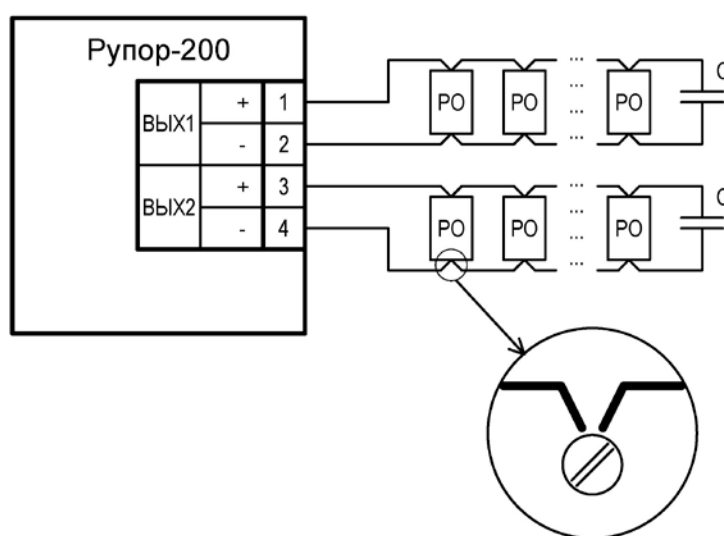 Рупор-200
ВЫХ1 + 1
- 2
ВЫХ2 + 3
- 4
РО РО ... РО
РО РО ... РО